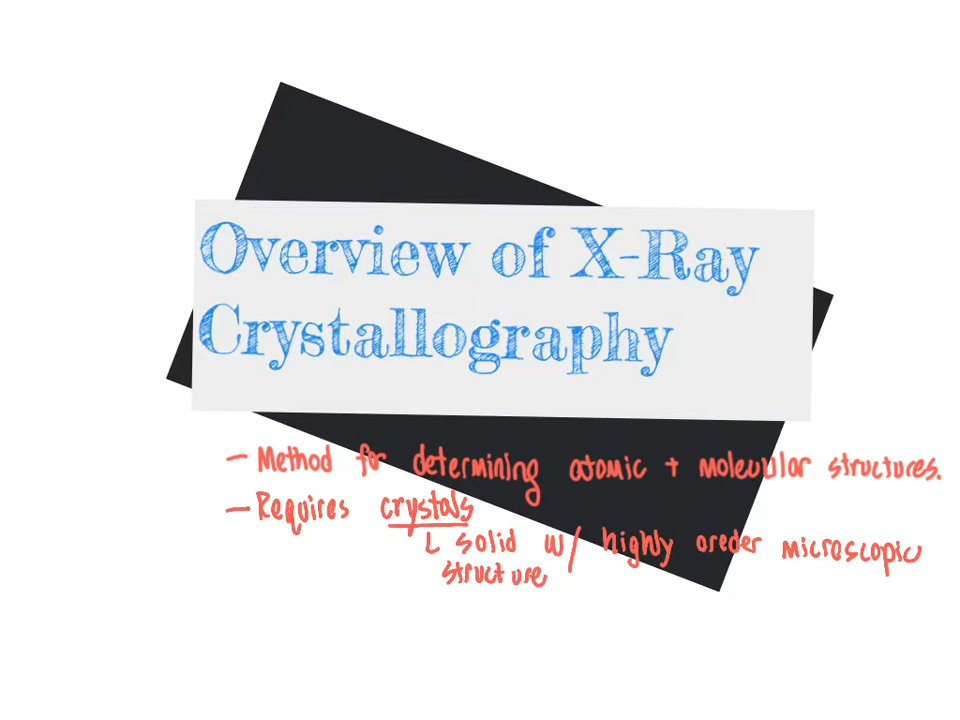 Overview of X-Ray
Crystallography
- Method for determining atomic + molecular structures.
- Requires crystals
L solid w/ highly oreder microscopic
structure